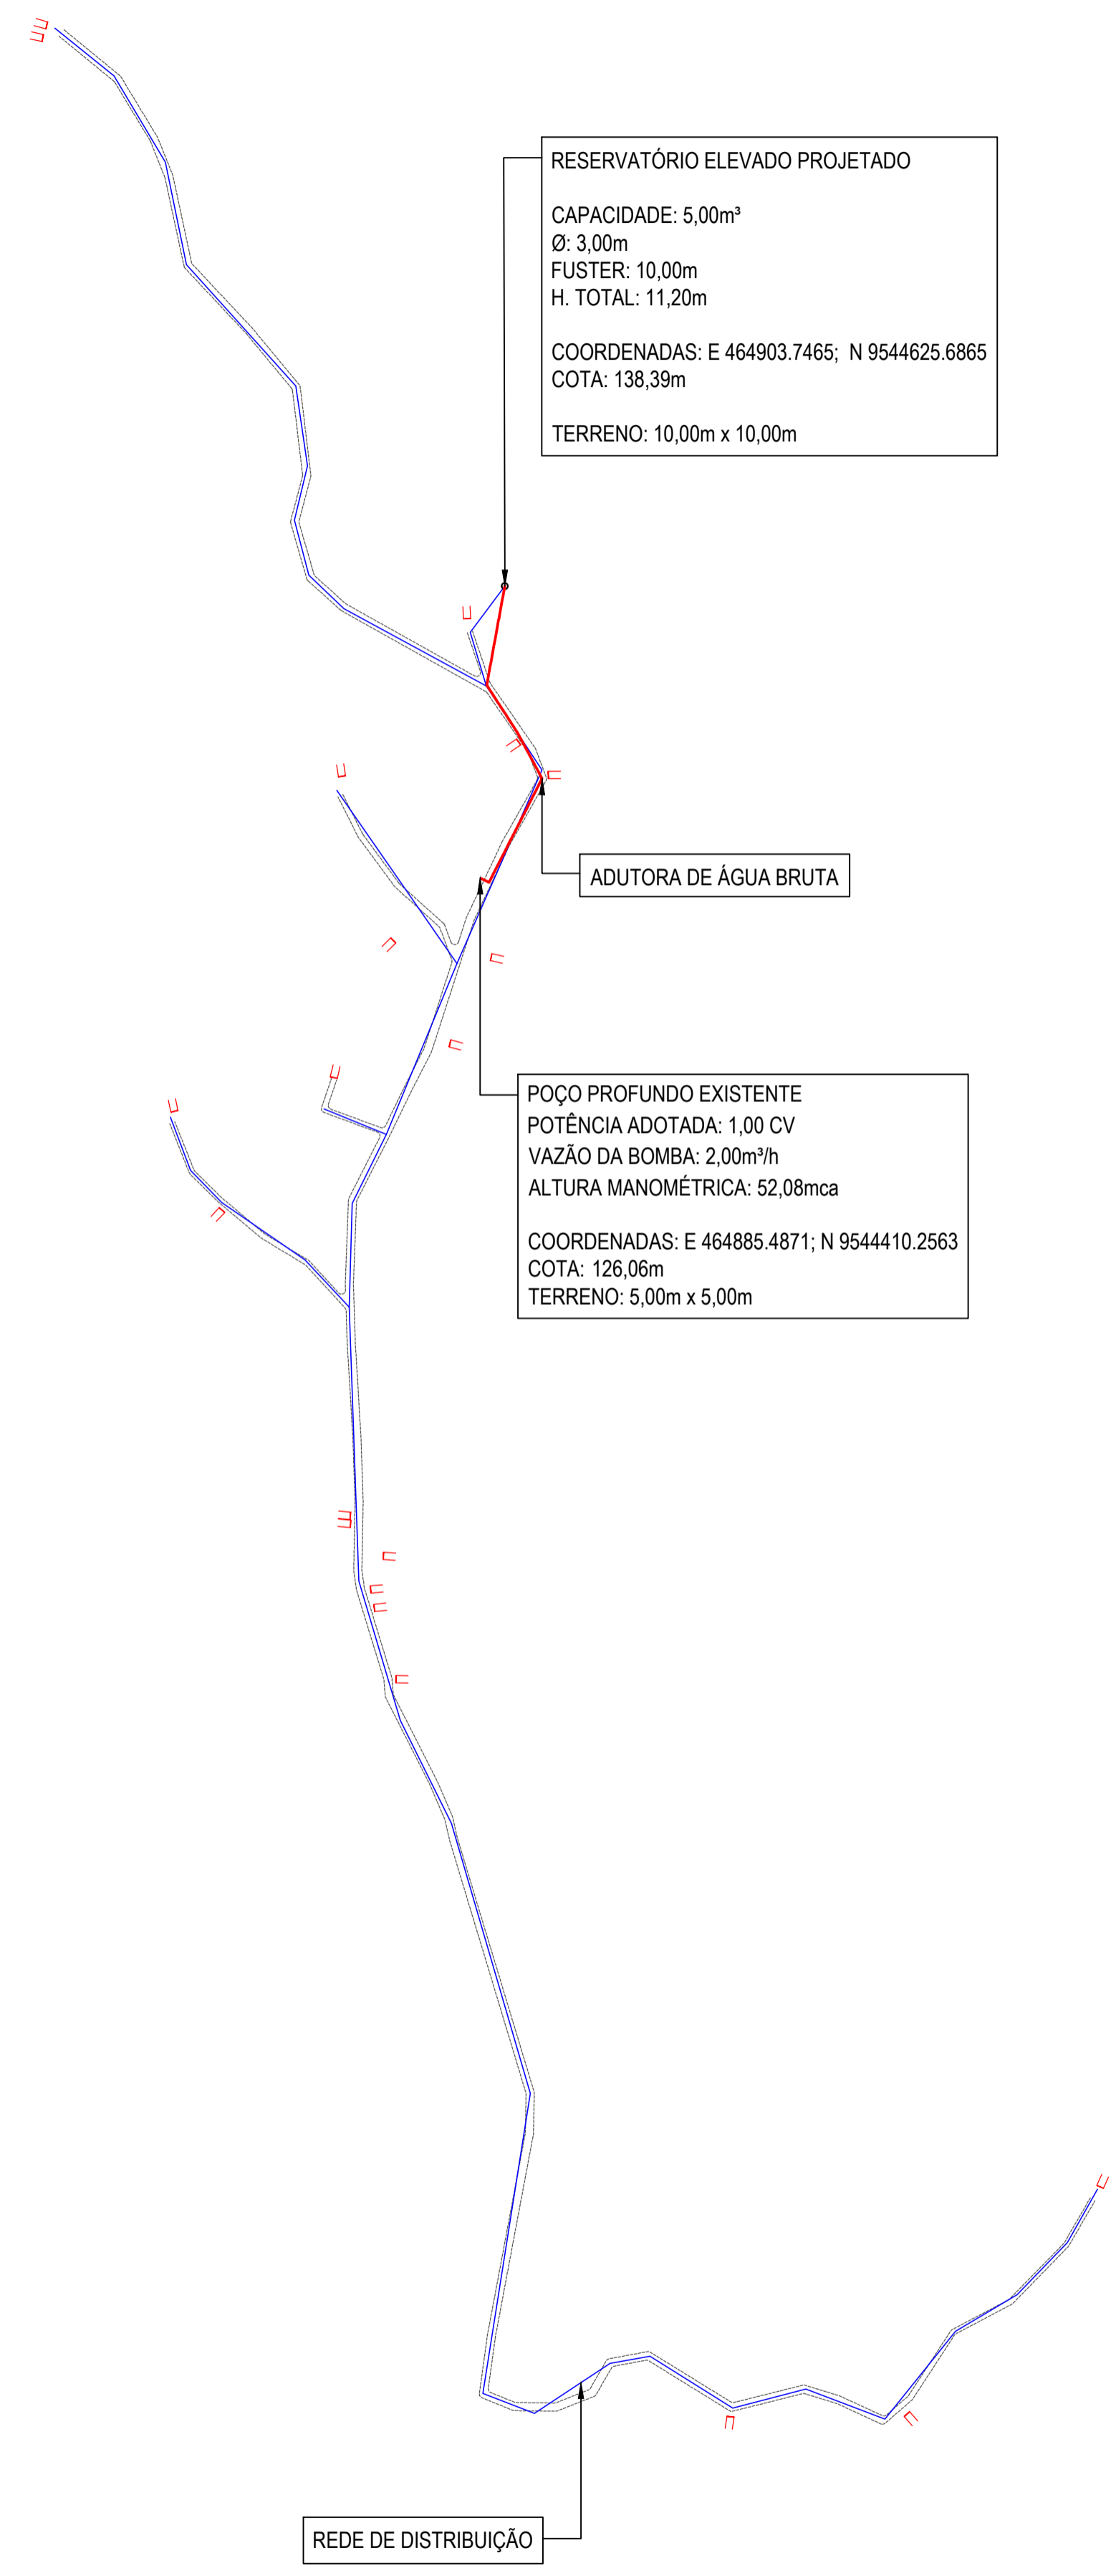 RESERVATÓRIO ELEVADO PROJETADO
CAPACIDADE: 5,00m³
Ø: 3,00m
FUSTER: 10,00m
H. TOTAL: 11,20m
COORDENADAS: E 464903.7465; N 9544625.6865
COTA: 138,39m
TERRENO: 10,00m x 10,00m
ADUTORA DE ÁGUA BRUTA
POÇO PROFUNDO EXISTENTE
POTÊNCIA ADOTADA: 1,00 CV
VAZÃO DA BOMBA: 2,00m³/h
ALTURA MANOMÉTRICA: 52,08mca
COORDENADAS: E 464885.4871; N 9544410.2563
COTA: 126,06m
TERRENO: 5,00m x 5,00m
REDE DE DISTRIBUIÇÃO